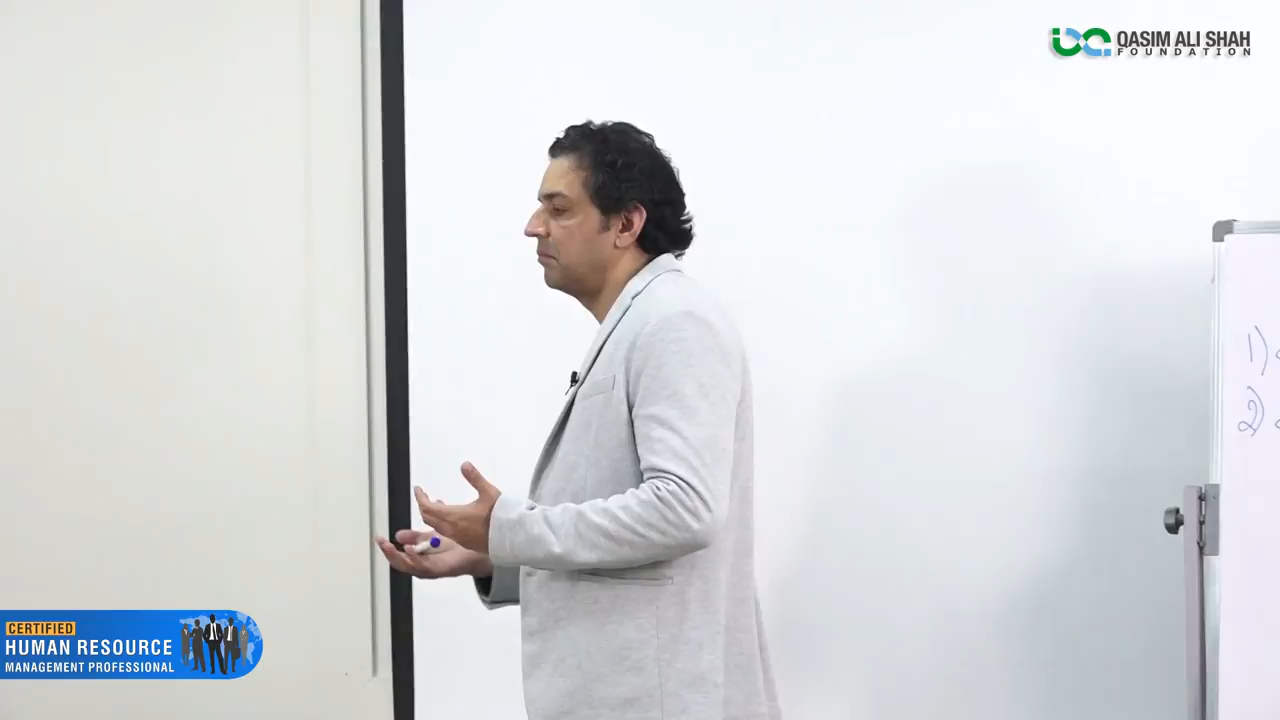 QASIM ALI SHAH
FOUNDATION
1)
2)
CERTIFIED
HUMAN RESOURCE
MANAGEMENT PROFESSIONAL